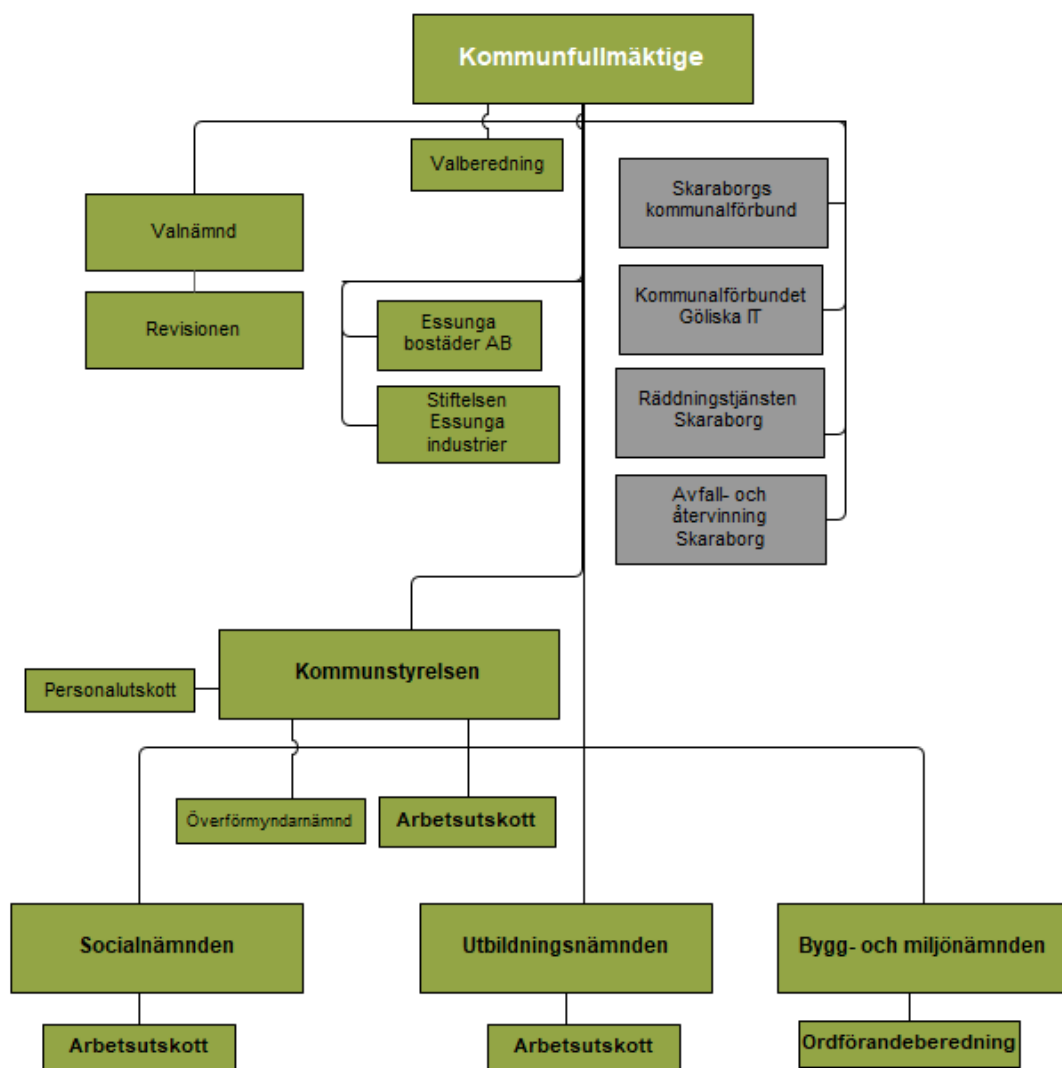 Kommunfullmäktige
Valberedning
Skaraborgs
kommunalförbund
Valnämnd
Kommunalförbundet
Göliska IT
Revisionen
Essunga
bostäder AB
Räddningstjänsten
Skaraborg
Stiftelsen
Essunga
industrier
Avfall- och
återvinning
Skaraborg
Kommunstyrelsen
Personalutskott
Överförmyndarnämnd
Arbetsutskott
Socialnämnden
Utbildningsnämnden
Bygg- och miljönämnden
Arbetsutskott
Arbetsutskott
Ordförandeberedning